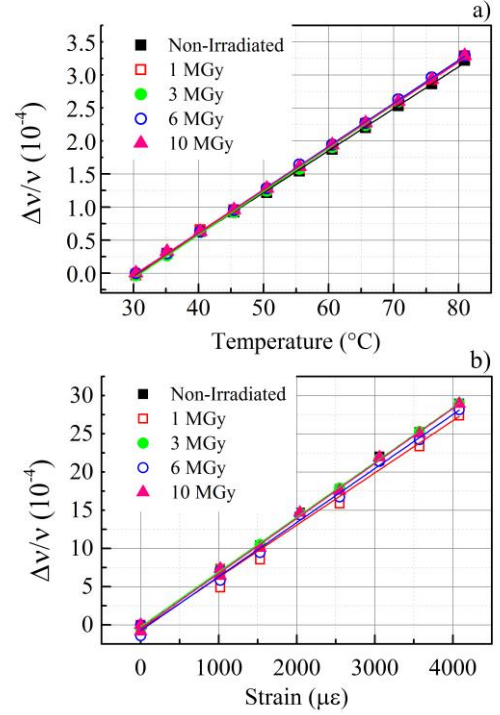 a)
Non-Irradiated
1 MGy
3 MGy
6 MGy
10 MGy
3.5
3.0
2.5
2.0
1.5
1.0
0.5
0.0
Δν/ν (10⁻⁴)
30 40 50 60 70 80
Temperature (°C)
b)
Non-Irradiated
1 MGy
3 MGy
6 MGy
10 MGy
30
25
20
15
10
5
0
Δν/ν (10⁻⁴)
0 1000 2000 3000 4000
Strain (με)